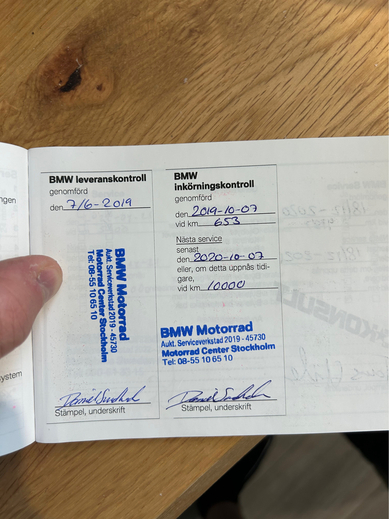 BMW leveranskontroll
genomförd
den 7/6-2019
BMW Motorrad
Aukt. Serviceverkstad 2019 - 45730
Motorrad Center Stockholm
Tel: 08-55 10 65 10
Stämpel, underskrift
BMW
inkörningskontroll
genomförd
den 2019-10-07
vid km 653
Nästa service
senast
den 2020-10-07
eller, om detta uppnås tidi-
gare,
vid km 10000
BMW Motorrad
Aukt. Serviceverkstad 2019 - 45730
Motorrad Center Stockholm
Tel: 08-55 10 65 10
Stämpel, underskrift